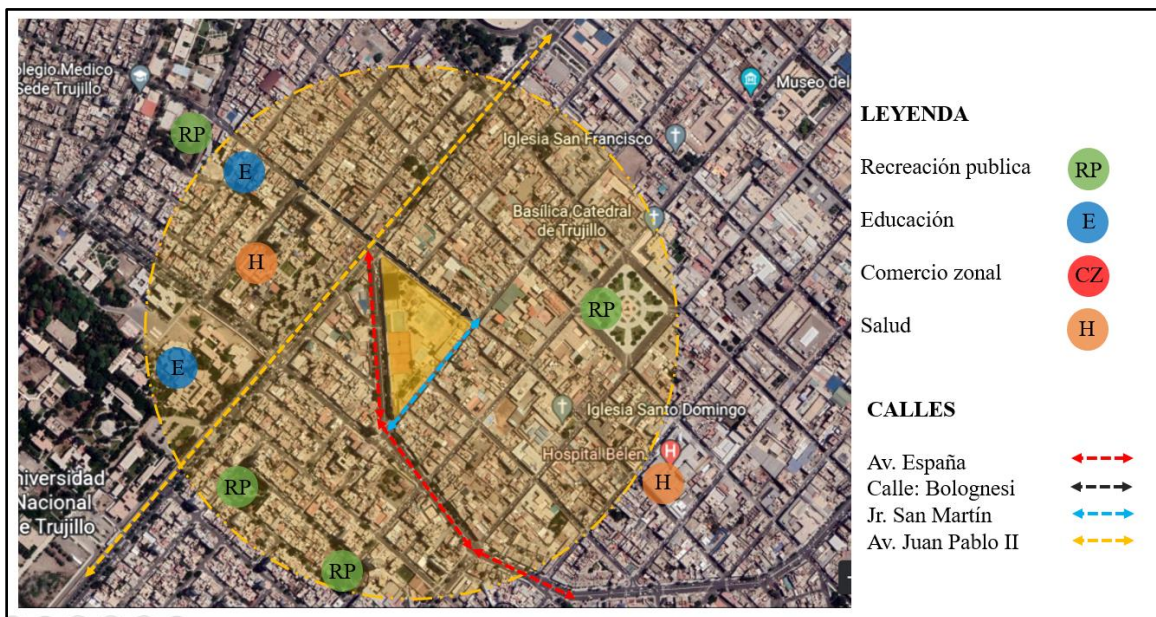 olegio Medico
Sede Trujillo
Museo del
RP
Iglesia San Francisco
E
Basílica Catedral
de Trujillo
H
RP
E
Iglesia Santo Domingo
Hospital Belén
H
H
RP
niversidad
Nacional
de Trujillo
RP
LEYENDA
Recreación publica
RP
Educación
E
Comercio zonal
CZ
Salud
H
CALLES
Av. España
Calle: Bolognesi
Jr. San Martín
Av. Juan Pablo II